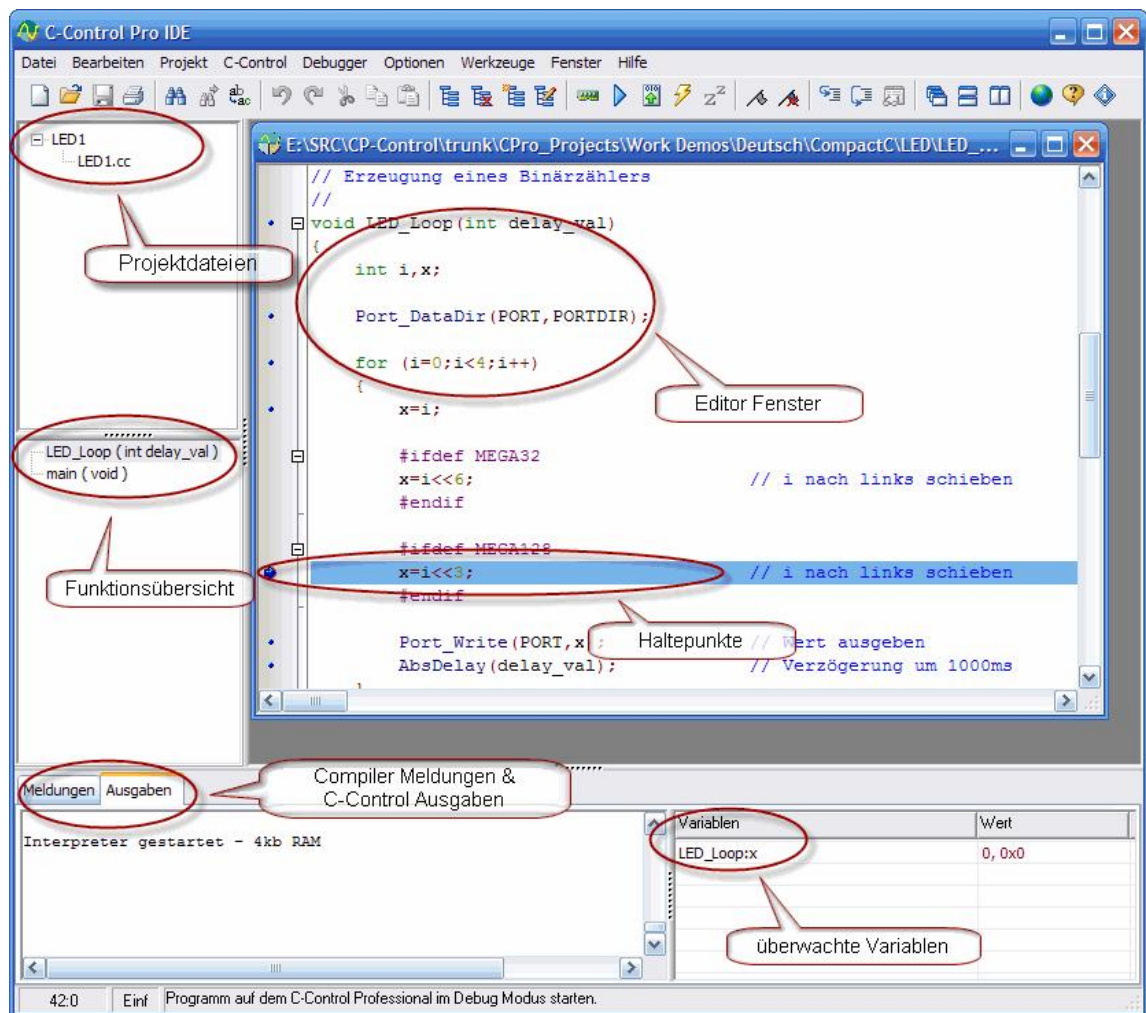 C-Control Pro IDE
Datei Bearbeiten Projekt C-Control Debugger Optionen Werkzeuge Fenster Hilfe
LED1
LED1.cc
Projektdateien
LED_Loop ( int delay_val )
main ( void )
Funktionsübersicht
E:\SRC\CP-Control\trunk\CPro_Projects\Work Demos\Deutsch\CompactC\LED\LED_...
// Erzeugung eines Binärzählers
//
void LED_Loop(int delay_val)
{
int i,x;
Port_DataDir(PORT,PORTDIR);
for (i=0;i<4;i++)
{
x=i;
Editor Fenster
#ifdef MEGA32
x=i<<6; // i nach links schieben
#endif
#ifdef MEGA128
x=i<<3; // i nach links schieben
#endif
Haltepunkte
Port_Write(PORT,x); // Wert ausgeben
AbsDelay(delay_val); // Verzögerung um 1000ms
}
Meldungen Ausgaben
Compiler Meldungen &
C-Control Ausgaben
Interpreter gestartet - 4kb RAM
Variablen Wert
LED_Loop:x 0, 0x0
überwachte Variablen
42:0 Einf Programm auf dem C-Control Professional im Debug Modus starten.